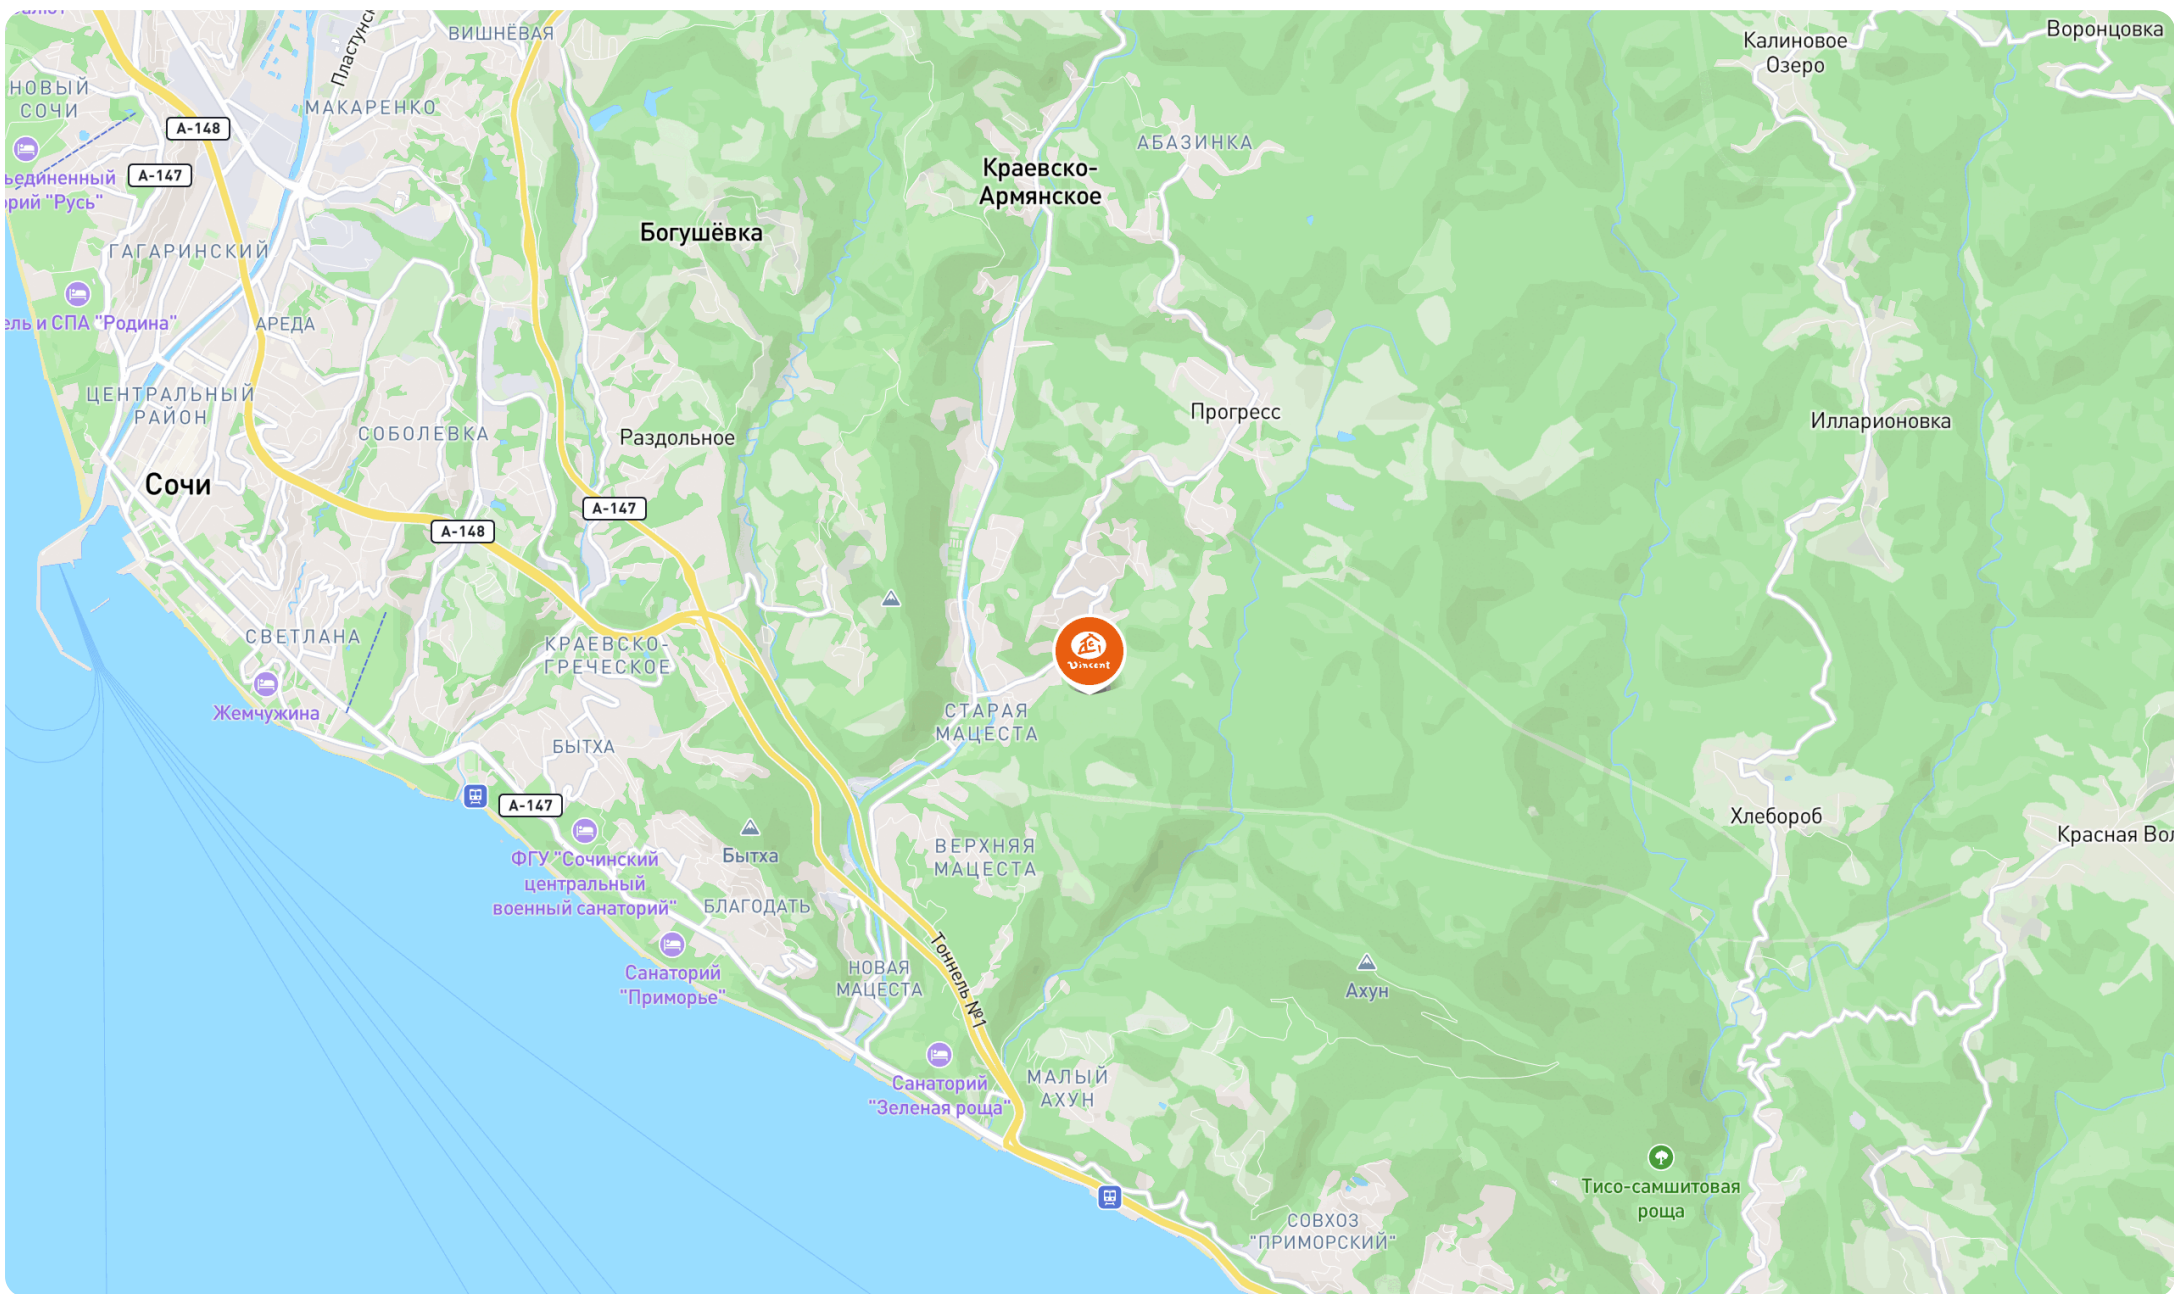 ВИШНЁВАЯ
Пластунск
Калиновое
Озеро
Воронцовка
НОВЫЙ
СОЧИ
МАКАРЕНКО
А-148
А-147
ъединенный
орий "Русь"
АБАЗИНКА
Краевско-
Армянское
Богушёвка
ГАГАРИНСКИЙ
ель и СПА "Родина"
АРЕДА
ЦЕНТРАЛЬНЫЙ
РАЙОН
СОБОЛЕВКА
Раздольное
Прогресс
Илларионовка
Сочи
А-147
А-148
СВЕТЛАНА
КРАЕВСКО-
ГРЕЧЕСКОЕ
Vincent
Жемчужина
СТАРАЯ
МАЦЕСТА
БЫТХА
А-147
Хлебороб
Красная Вол
ФГУ "Сочинский
центральный
военный санаторий"
Бытха
ВЕРХНЯЯ
МАЦЕСТА
БЛАГОДАТЬ
Тоннель №1
Санаторий
"Приморье"
НОВАЯ
МАЦЕСТА
Ахун
Санаторий
"Зеленая роща"
МАЛЫЙ
АХУН
Тисо-самшитовая
роща
СОВХОЗ
"ПРИМОРСКИЙ"